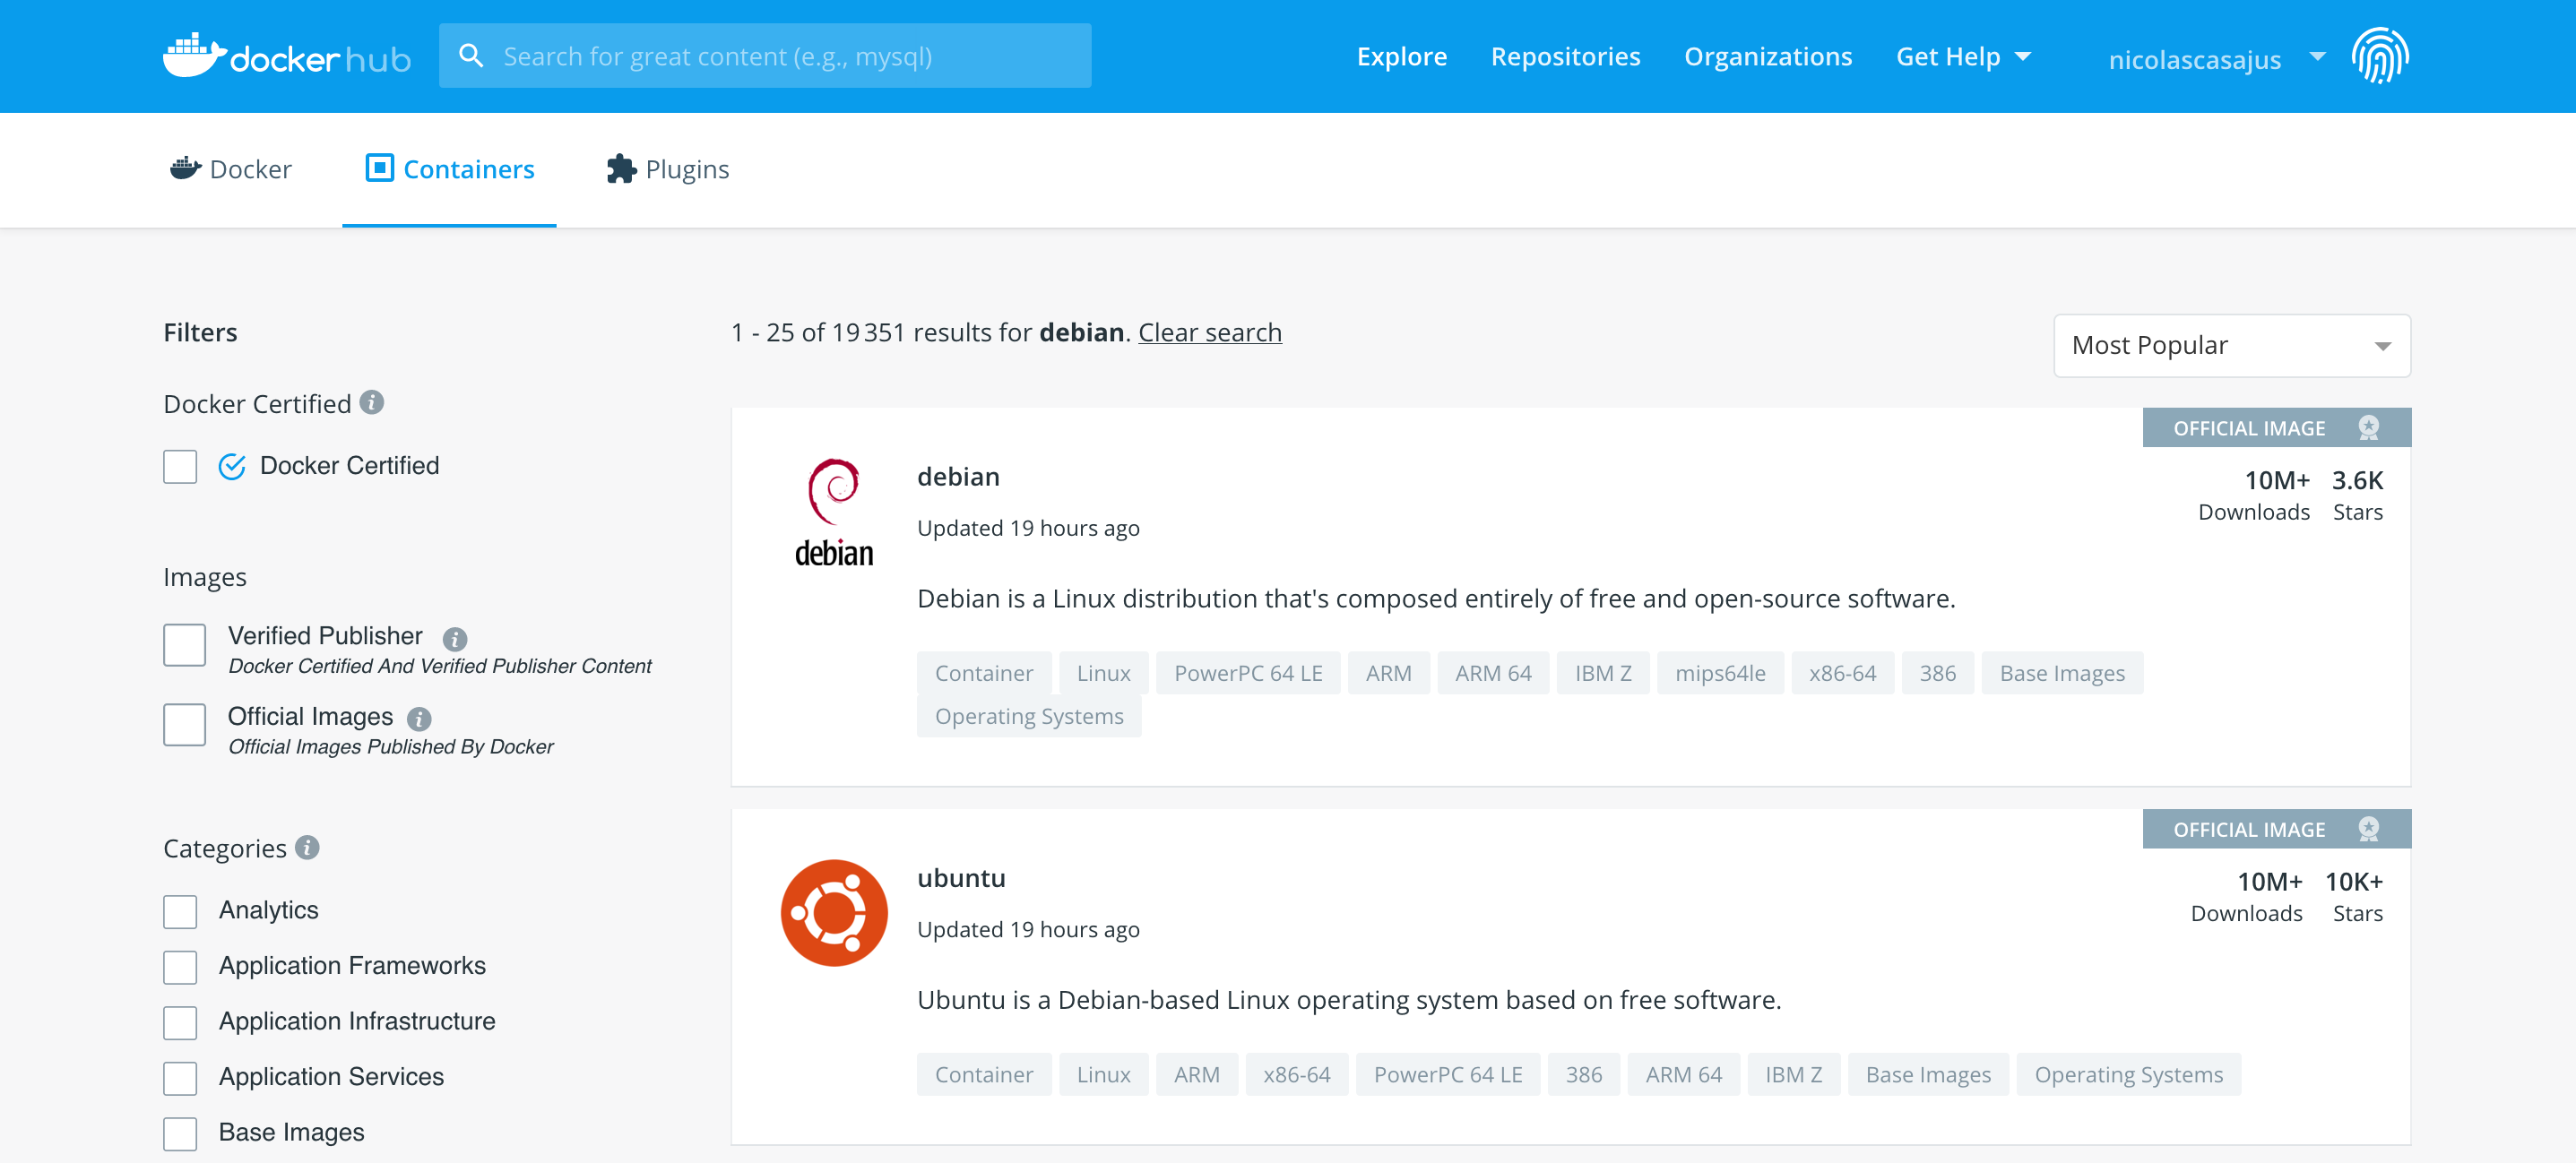 docker hub
Search for great content (e.g., mysql)
Explore
Repositories
Organizations
Get Help
nicolascasajus
Docker
Containers
Plugins
Filters
Docker Certified
Docker Certified
Images
Verified Publisher
Docker Certified And Verified Publisher Content
Official Images
Official Images Published By Docker
Categories
Analytics
Application Frameworks
Application Infrastructure
Application Services
Base Images
1 - 25 of 19 351 results for debian. Clear search
Most Popular
OFFICIAL IMAGE
debian
debian
10M+ 3.6K
Downloads Stars
Updated 19 hours ago
Debian is a Linux distribution that's composed entirely of free and open-source software.
Container Linux PowerPC 64 LE ARM ARM 64 IBM Z mips64le x86-64 386 Base Images
Operating Systems
OFFICIAL IMAGE
ubuntu
10M+ 10K+
Downloads Stars
Updated 19 hours ago
Ubuntu is a Debian-based Linux operating system based on free software.
Container Linux ARM x86-64 PowerPC 64 LE 386 ARM 64 IBM Z Base Images Operating Systems